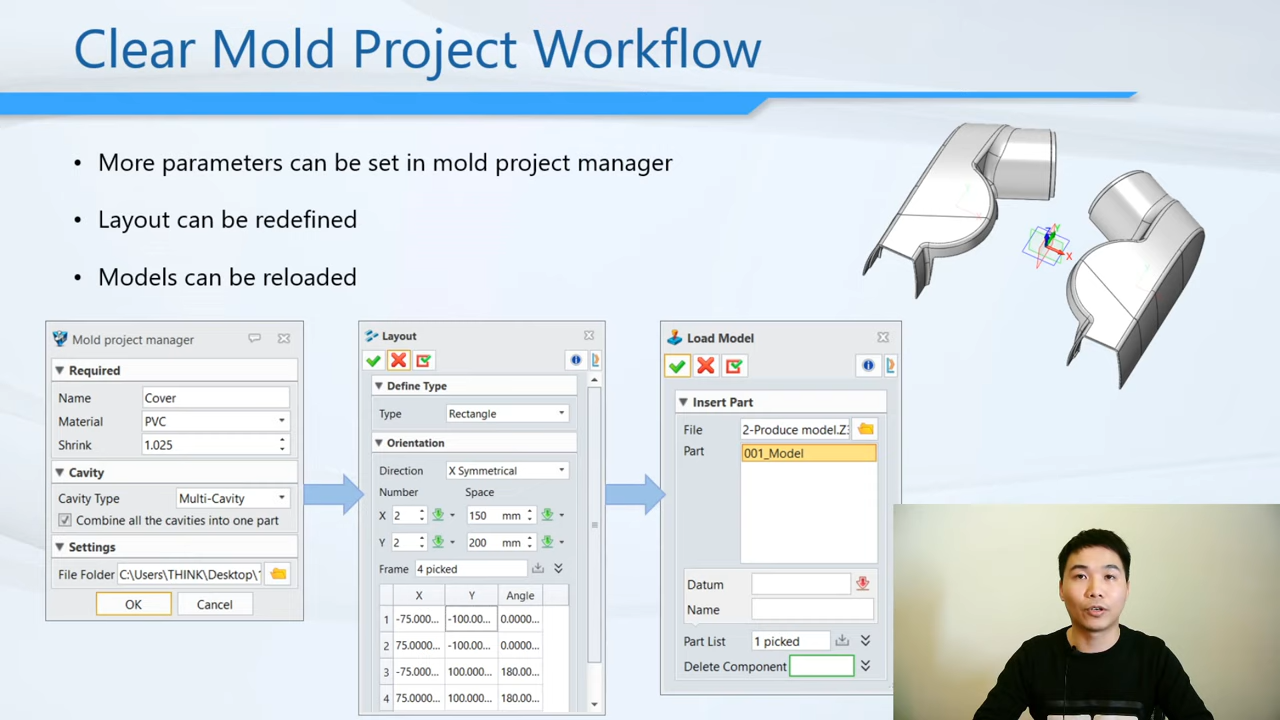 Clear Mold Project Workflow
• More parameters can be set in mold project manager
• Layout can be redefined
• Models can be reloaded
Mold project manager
Required
Name Cover
Material PVC
Shrink 1.025
Cavity
Cavity Type Multi-Cavity
Combine all the cavities into one part
Settings
File Folder C:\Users\THINK\Desktop\
OK Cancel
Layout
Define Type
Type Rectangle
Orientation
Direction X Symmetrical
Number Space
X 2 150 mm
Y 2 200 mm
Frame 4 picked
X Y Angle
1 -75.000... -100.00... 0.0000...
2 75.0000... -100.00... 0.0000...
3 -75.000... 100.000... 180.00...
4 75.0000... 100.000... 180.00...
Load Model
Insert Part
File 2-Produce model.Z
Part 001_Model
Datum
Name
Part List 1 picked
Delete Component
Z Y
X